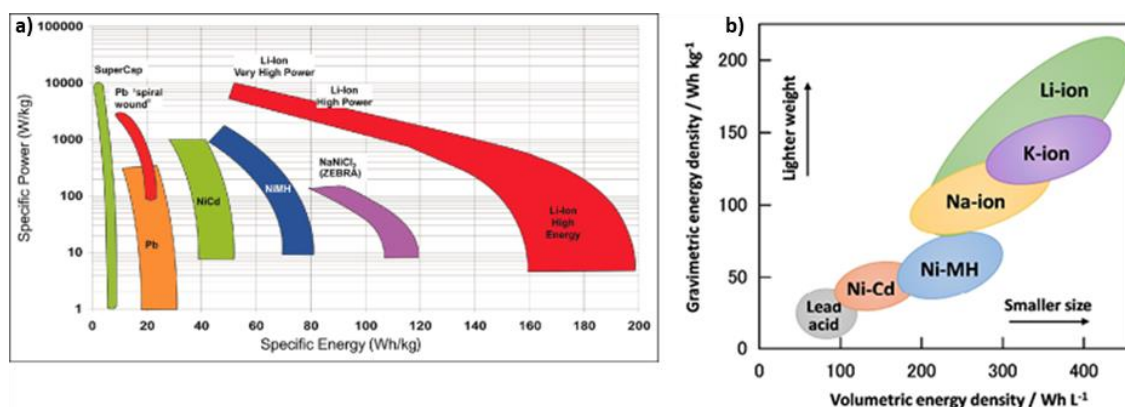 a)
100000
10000
1000
100
10
1
Specific Power (W/kg)
SuperCap
Pb 'spiral
wound'
Pb
NiCd
NiMH
Li-Ion
Very High Power
Li-Ion
High Power
NaNiCl₂
(ZEBRA)
Li-Ion
High
Energy
0 20 40 60 80 100 120 140 160 180 200
Specific Energy (Wh/kg)
b)
Gravimetric energy density / Wh kg⁻¹
200
150
100
50
0
Lighter weight
Li-ion
K-ion
Na-ion
Ni-MH
Ni-Cd
Lead
acid
Smaller size
0 100 200 300 400
Volumetric energy density / Wh L⁻¹